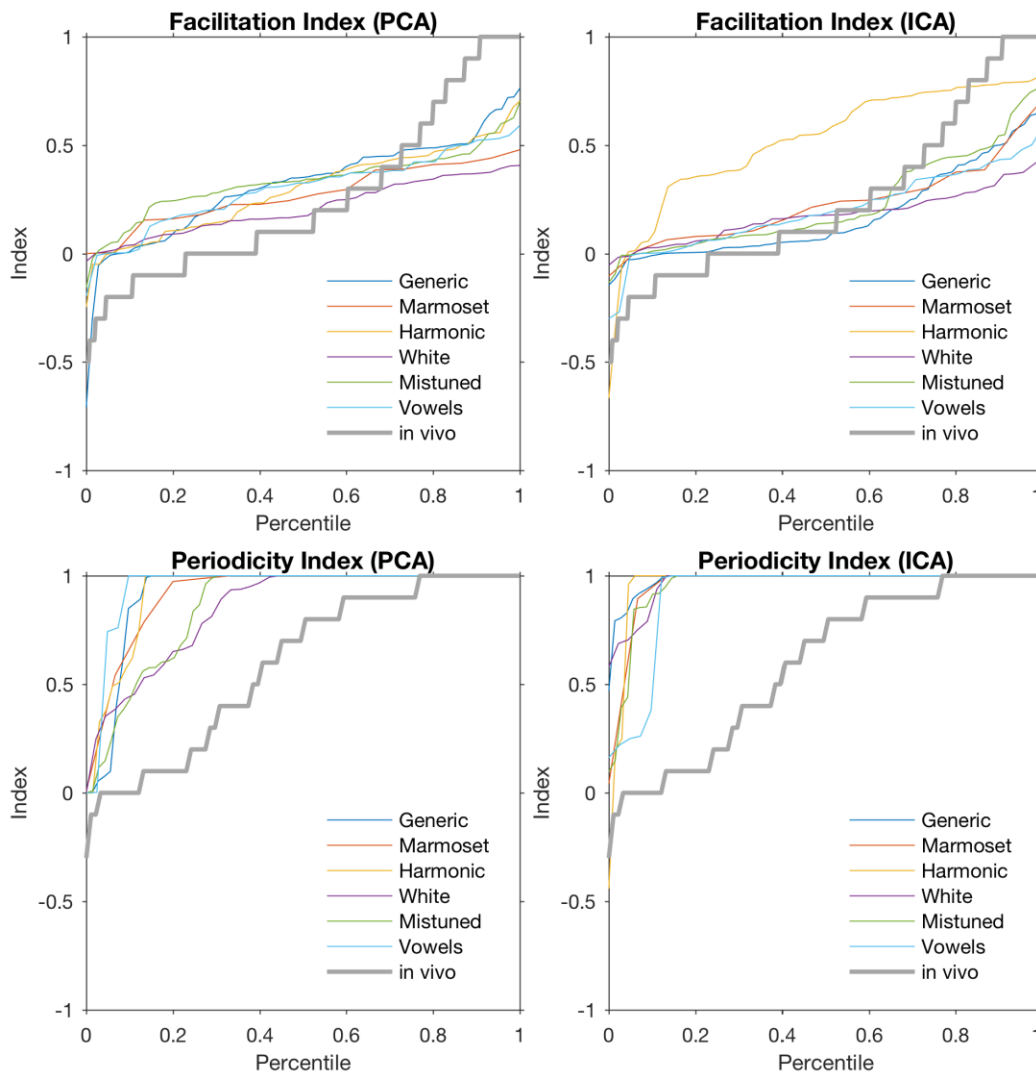 Facilitation Index (PCA)
1
0.5
0
-0.5
-1
Index
0
0.2
0.4
0.6
0.8
1
Percentile
Generic
Marmoset
Harmonic
White
Mistuned
Vowels
in vivo
Facilitation Index (ICA)
1
0.5
0
-0.5
-1
Index
0
0.2
0.4
0.6
0.8
1
Percentile
Generic
Marmoset
Harmonic
White
Mistuned
Vowels
in vivo
Periodicity Index (PCA)
1
0.5
0
-0.5
-1
Index
0
0.2
0.4
0.6
0.8
1
Percentile
Generic
Marmoset
Harmonic
White
Mistuned
Vowels
in vivo
Periodicity Index (ICA)
1
0.5
0
-0.5
-1
Index
0
0.2
0.4
0.6
0.8
1
Percentile
Generic
Marmoset
Harmonic
White
Mistuned
Vowels
in vivo